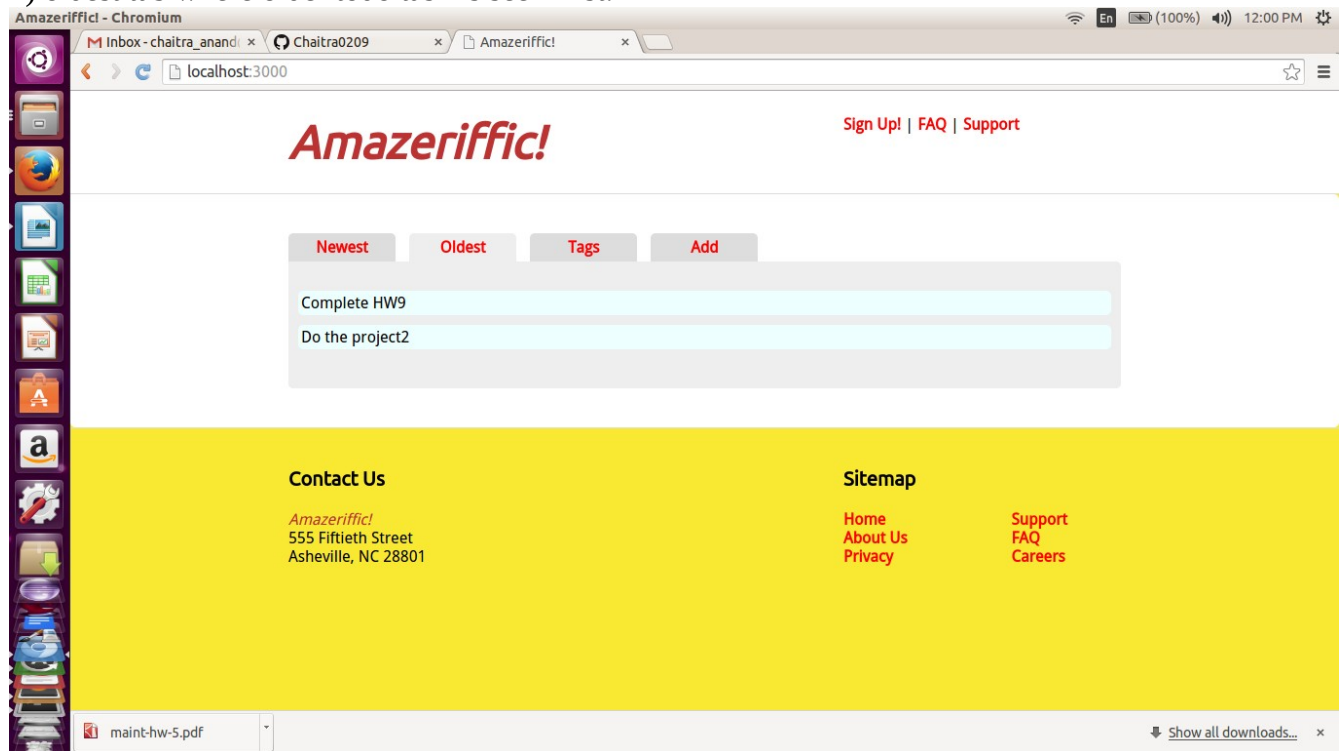 Amazeriffic! - Chromium
En (100%) 12:00 PM
Inbox - chaitra_anand
Chaitra0209
Amazeriffic!
localhost:3000
Amazeriffic!
Sign Up! | FAQ | Support
Newest Oldest Tags Add
Complete HW9
Do the project2
Contact Us
Amazeriffic!
555 Fiftieth Street
Asheville, NC 28801
Sitemap
Home Support
About Us FAQ
Privacy Careers
maint-hw-5.pdf
Show all downloads...